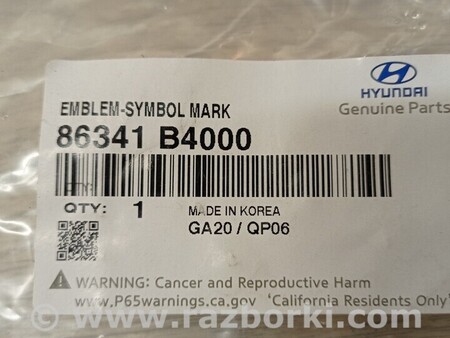 HYUNDAI
Genuine Parts
EMBLEM-SYMBOL MARK
86341 B4000
QTY: 1
MADE IN KOREA
GA20 / QP06
WARNING: Cancer and Reproductive Harm
www.P65warnings.ca.gov 'California Residents Only'
www.razborki.com